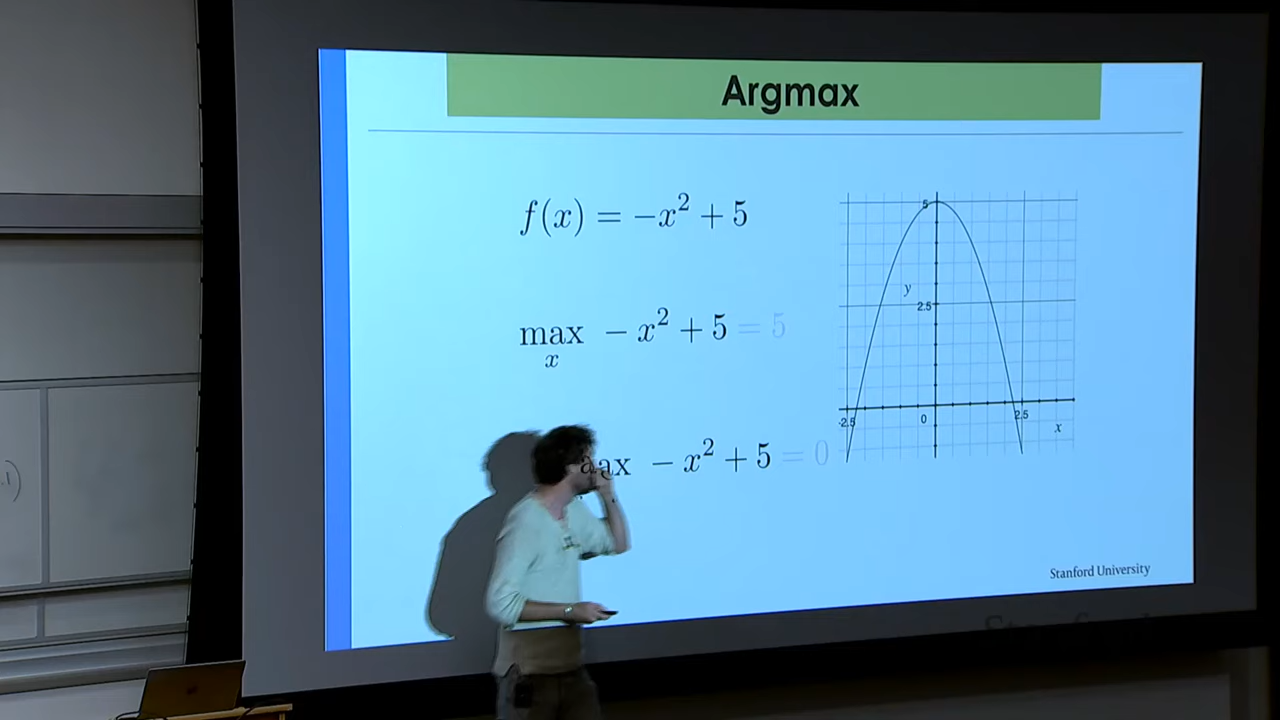 Argmax
f(x) = −x² + 5
max −x² + 5 = 5
x
ax − x² + 5 = 0
5
y
2.5
-2.5
0
2.5
x
Stanford University